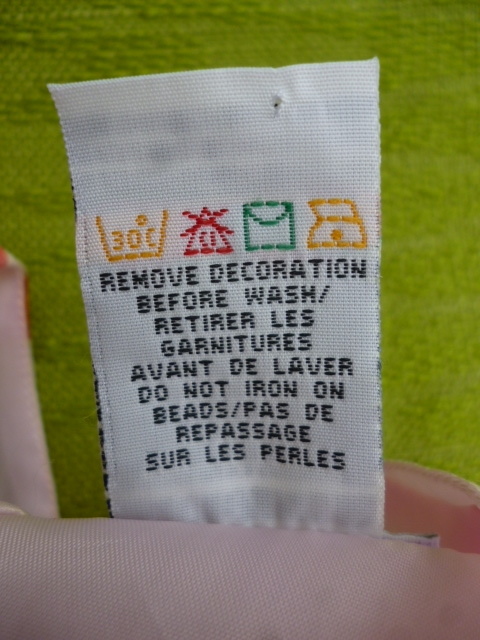 30C
REMOVE DECORATION
BEFORE WASH/
RETIRER LES
GARNITURES
AVANT DE LAVER
DO NOT IRON ON
BEADS/PAS DE
REPASSAGE
SUR LES PERLES